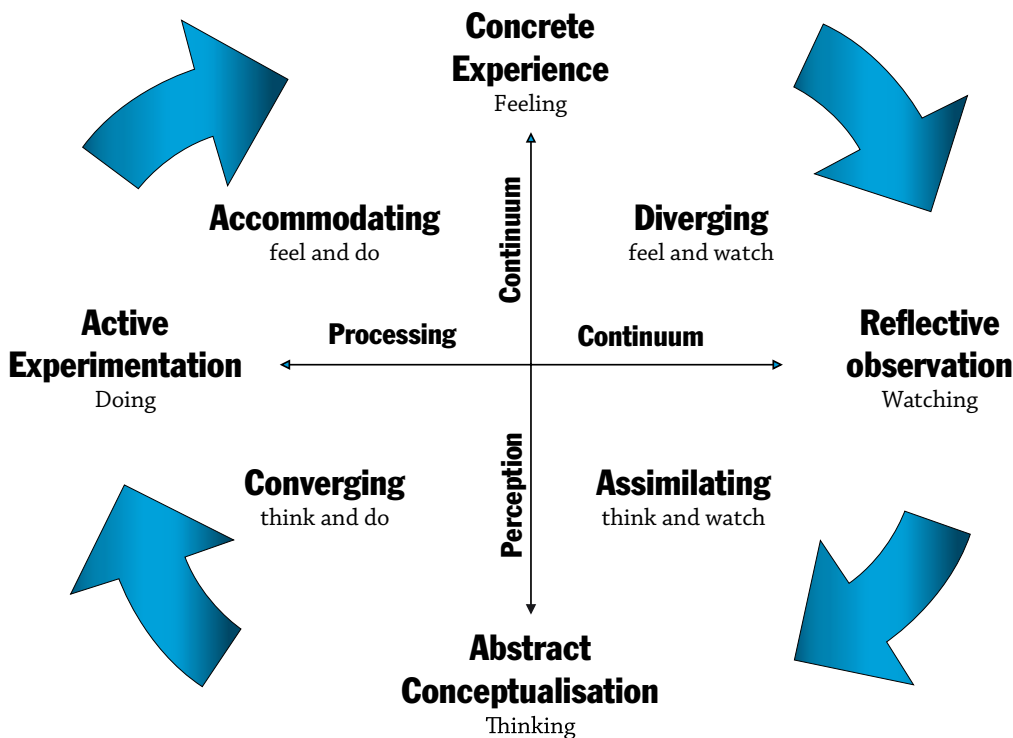 Concrete
Experience
Feeling
Accommodating
feel and do
Continuum
Diverging
feel and watch
Active
Experimentation
Doing
Processing
Continuum
Reflective
observation
Watching
Converging
think and do
Perception
Assimilating
think and watch
Abstract
Conceptualisation
Thinking